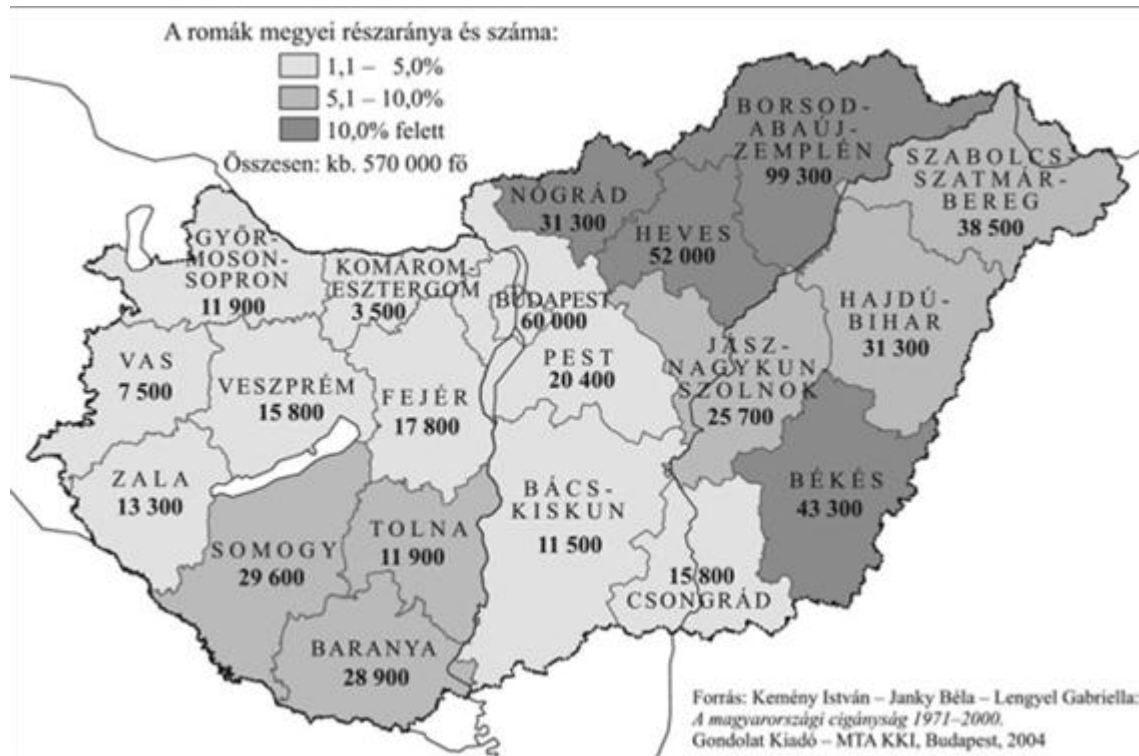 A romák megyei részaránya és száma:
1,1 – 5,0%
5,1 – 10,0%
10,0% felett
Összesen: kb. 570 000 fő
BORSOD-
ABAÚJ-
ZEMPLÉN
99 300
SZABOLCS-
SZATMÁR-
BEREG
38 500
NÓGRÁD
31 300
HEVES
52 000
GYŐR-
MOSON-
SOPRON
11 900
KOMÁROM-
ESZTERGOM
3 500
BUDAPEST
60 000
HAJDÚ-
BIHAR
31 300
VAS
7 500
VESZPRÉM
15 800
FEJÉR
17 800
PEST
20 400
JÁSZ-
NAGYKUN-
SZOLNOK
25 700
ZALA
13 300
BÁCS-
KISKUN
11 500
BÉKÉS
43 300
SOMOGY
29 600
TOLNA
11 900
15 800
CSONGRÁD
BARANYA
28 900
Forrás: Kemény István – Janky Béla – Lengyel Gabriella:
A magyarországi cigányság 1971–2000.
Gondolat Kiadó – MTA KKI, Budapest, 2004